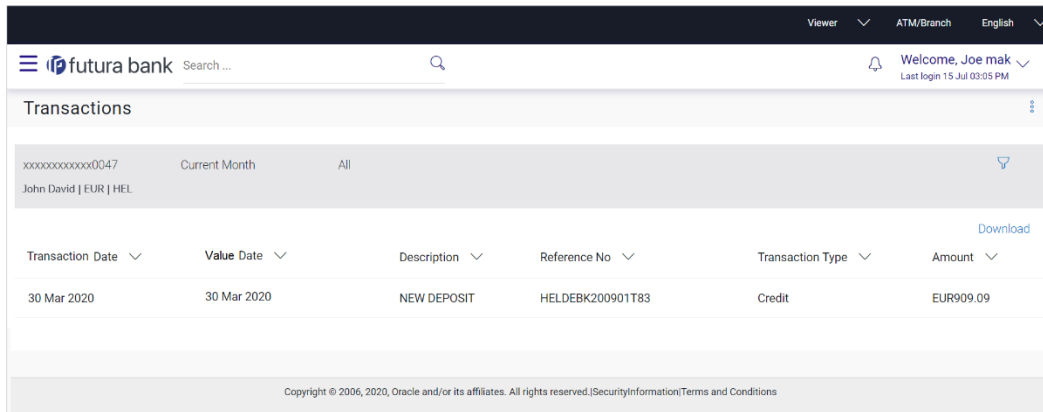 Viewer ATM/Branch English
futura bank Search ... Welcome, Joe mak
Last login 15 Jul 03:05 PM
Transactions
xxxxxxxxxxxx0047 Current Month All
John David | EUR | HEL
Download
Transaction Date Value Date Description Reference No Transaction Type Amount
30 Mar 2020 30 Mar 2020 NEW DEPOSIT HELDEBK200901T83 Credit EUR909.09
Copyright © 2006, 2020, Oracle and/or its affiliates. All rights reserved.|SecurityInformation|Terms and Conditions